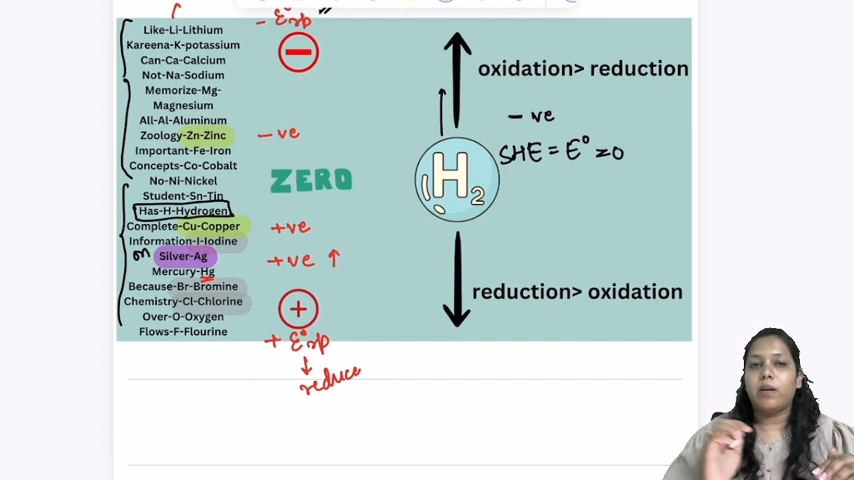 - E°rp
Like-Li-Lithium
Kareena-K-potassium
Can-Ca-Calcium
Not-Na-Sodium
Memorize-Mg-
Magnesium
All-Al-Aluminum
Zoology-Zn-Zinc
Important-Fe-Iron
Concepts-Co-Cobalt
No-Ni-Nickel
Student-Sn-Tin
Has-H-Hydrogen
Complete-Cu-Copper
Information-I-Iodine
on Silver-Ag
Mercury-Hg
Because-Br-Bromine
Chemistry-Cl-Chlorine
Over-O-Oxygen
Flows-F-Flourine
- ve
ZERO
+ve
+ve ↑
+ E°rp
reduce
oxidation> reduction
- ve
SHE = E° = 0
H2
reduction> oxidation